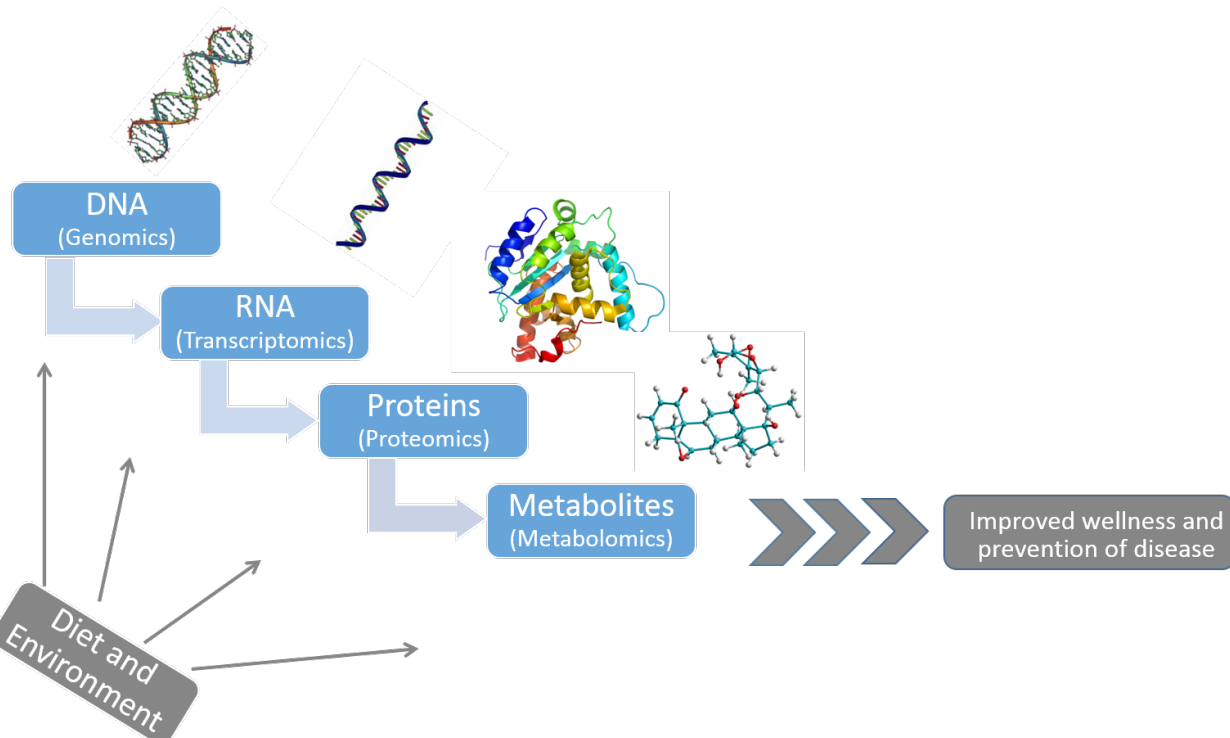 DNA
(Genomics)
RNA
(Transcriptomics)
Proteins
(Proteomics)
Metabolites
(Metabolomics)
Improved wellness and
prevention of disease
Diet and
Environment